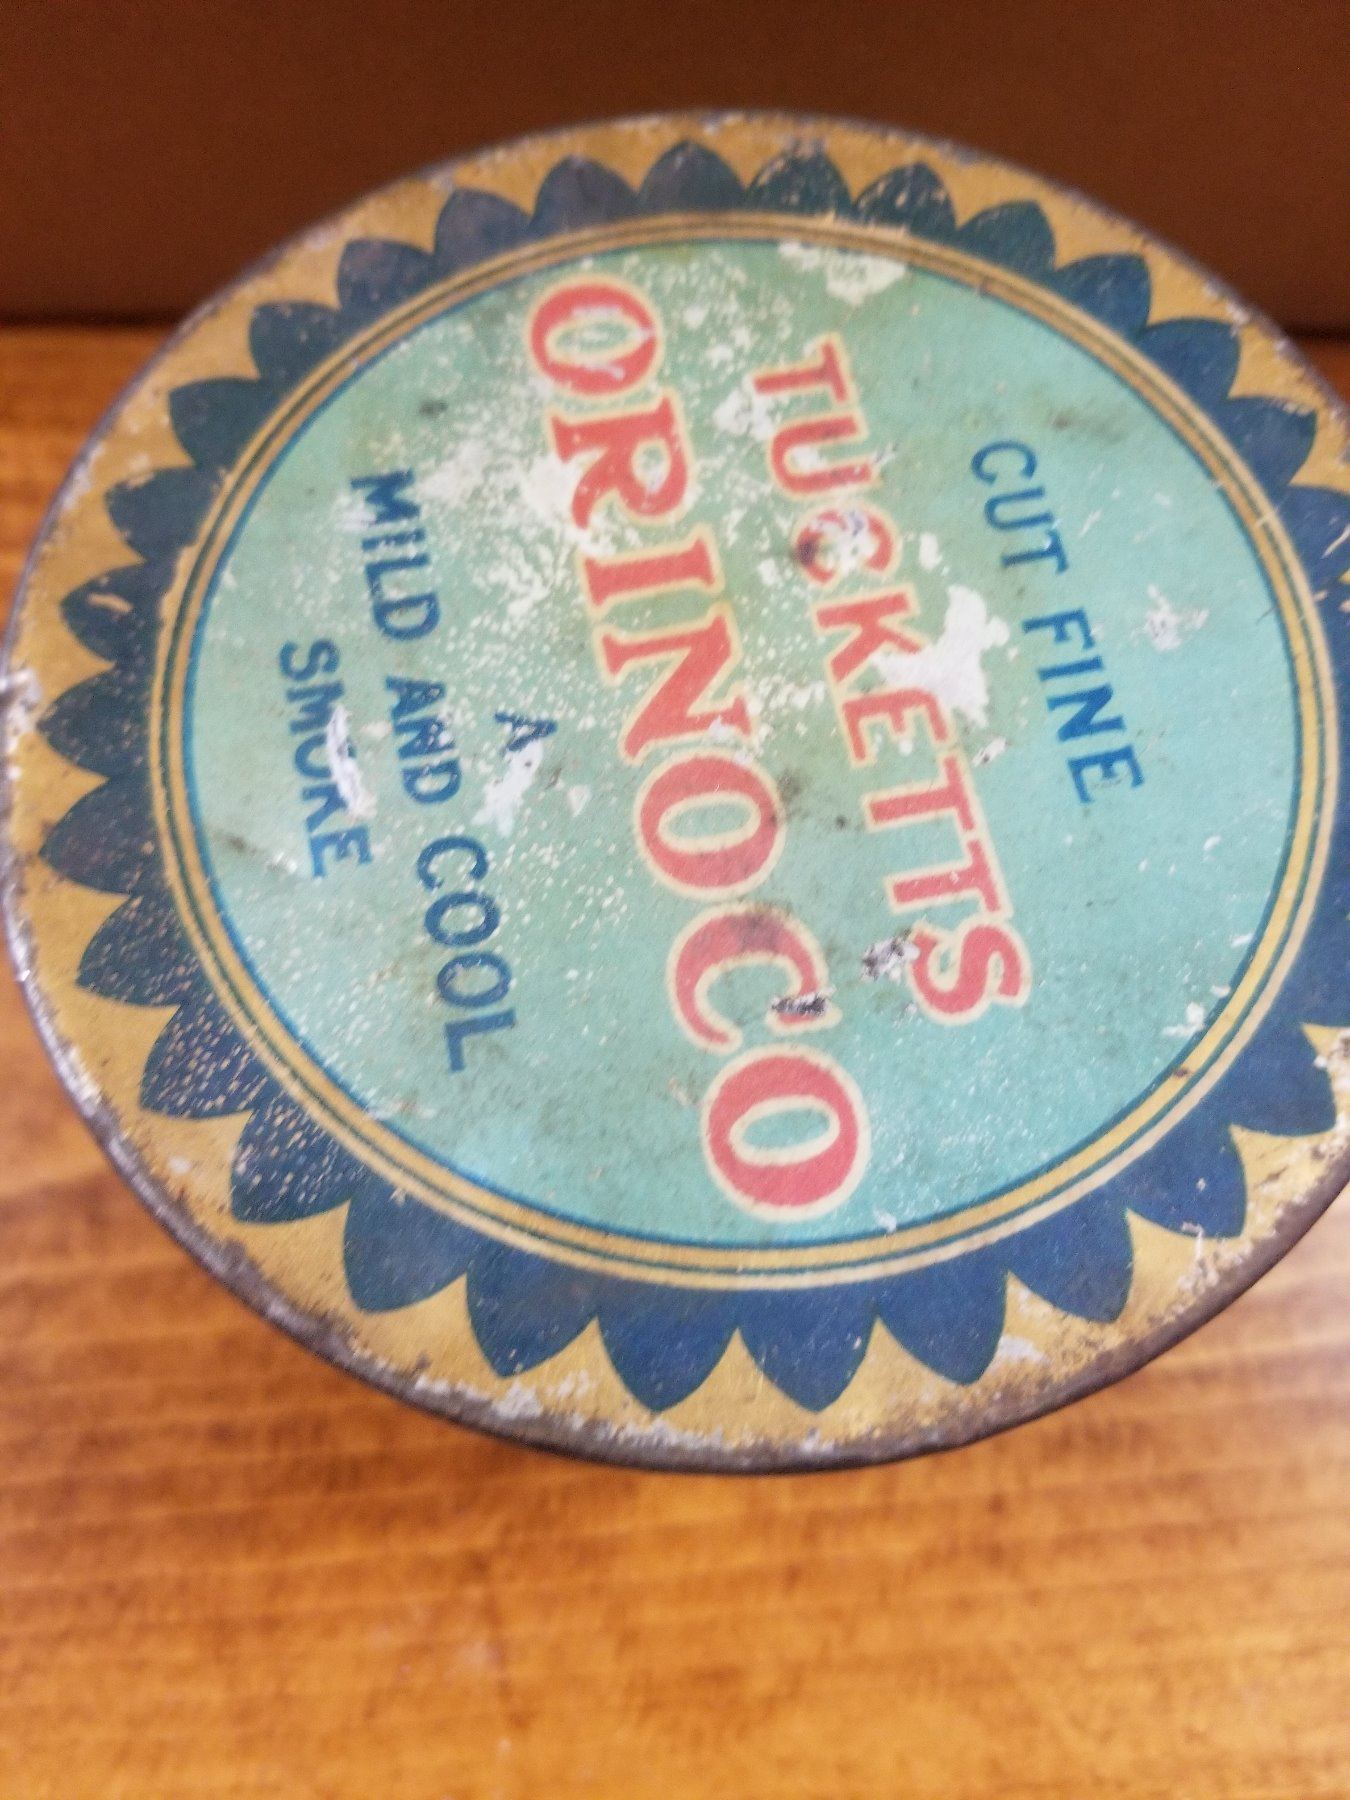 CUT FINE
TUCKETTS
ORINOCO
A
MILD AND COOL
SMOKE